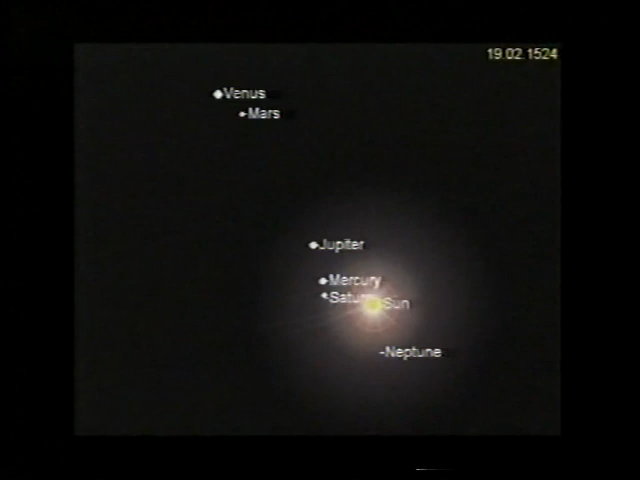 19.02.1524
Venus
Mars
Jupiter
Mercury
Saturn
Sun
Neptune